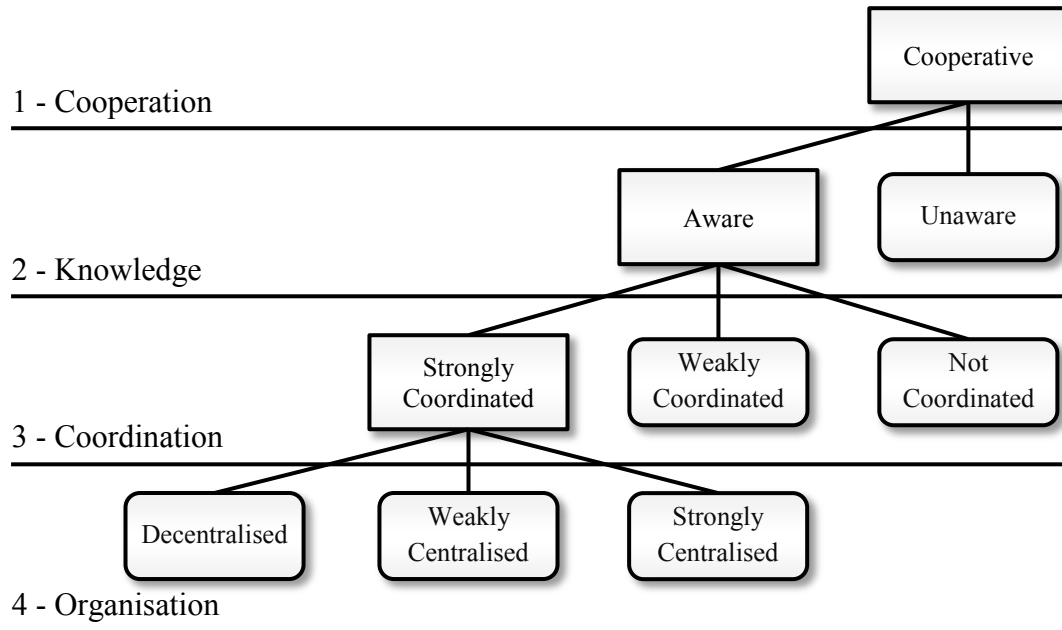 Cooperative
1 - Cooperation
Aware
Unaware
2 - Knowledge
Strongly
Coordinated
Weakly
Coordinated
Not
Coordinated
3 - Coordination
Decentralised
Weakly
Centralised
Strongly
Centralised
4 - Organisation